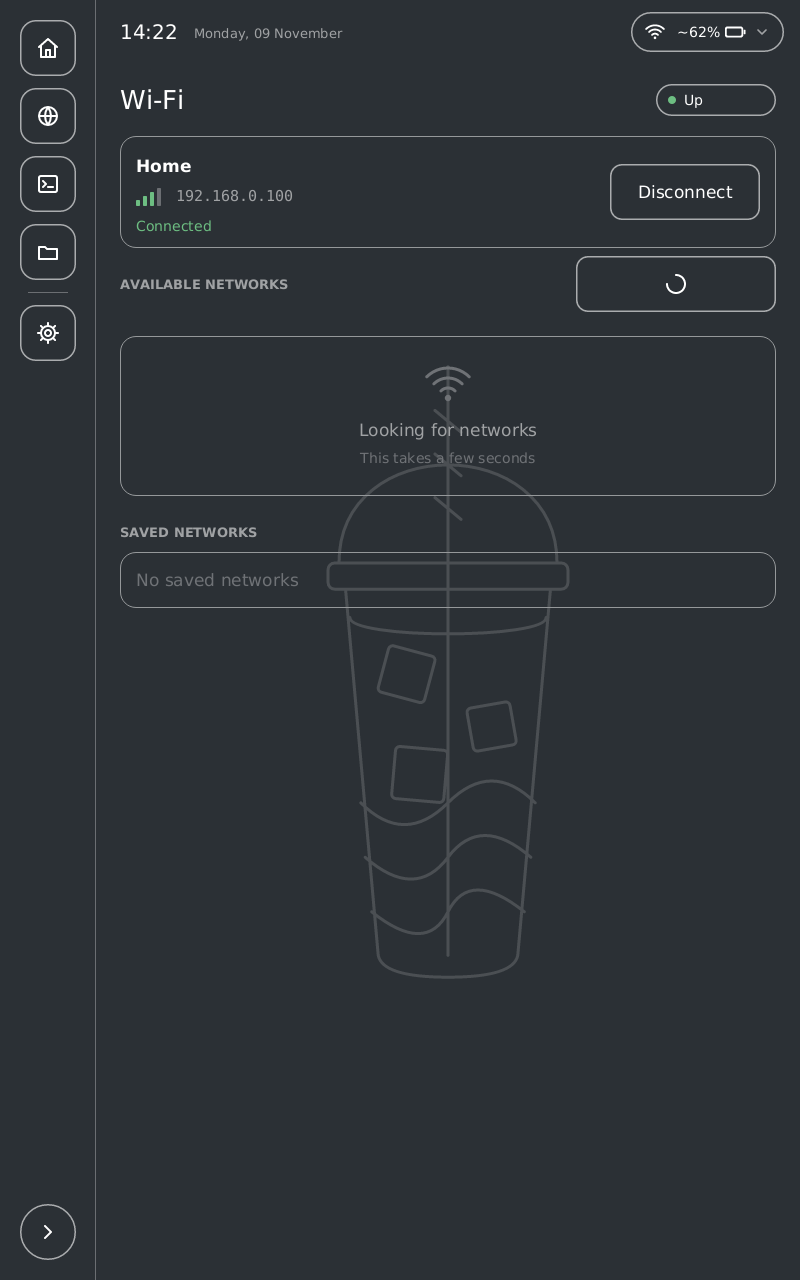 14:22 Monday, 09 November ~62%
Wi-Fi Up
Home
192.168.0.100
Connected
Disconnect
AVAILABLE NETWORKS
Looking for networks
This takes a few seconds
SAVED NETWORKS
No saved networks